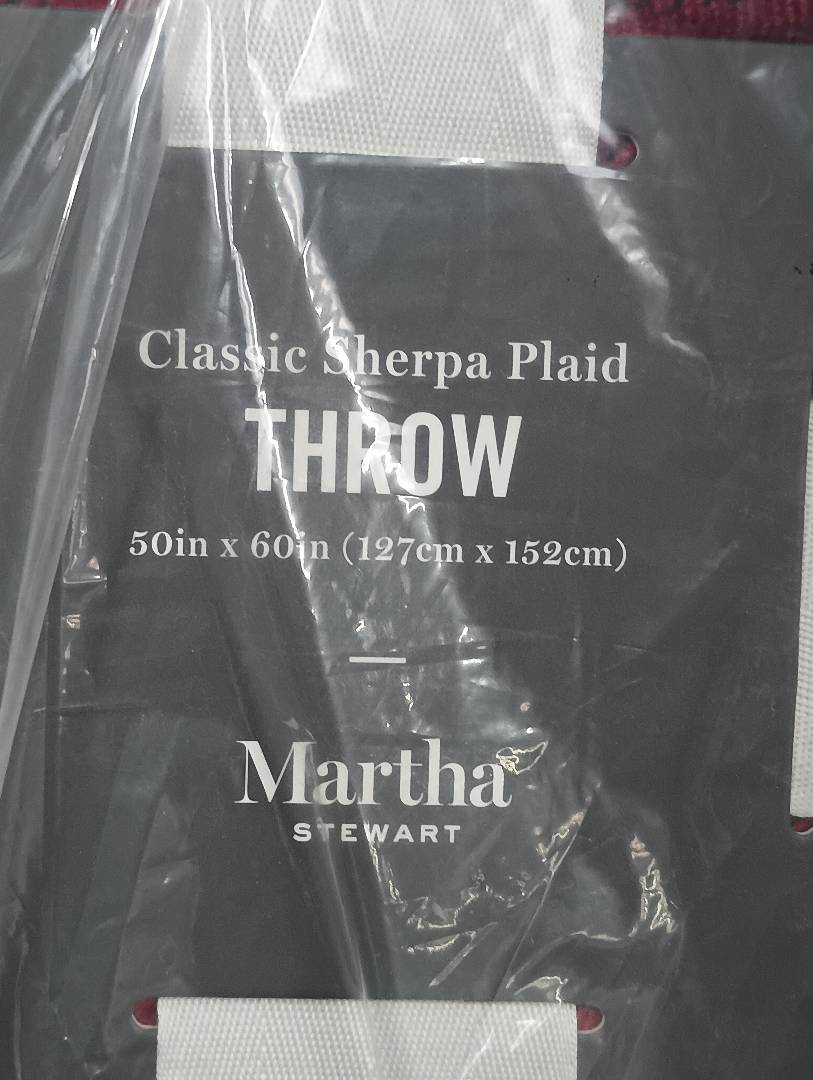 Classic Sherpa Plaid
THROW
50in x 60in (127cm x 152cm)
Martha
STEWART